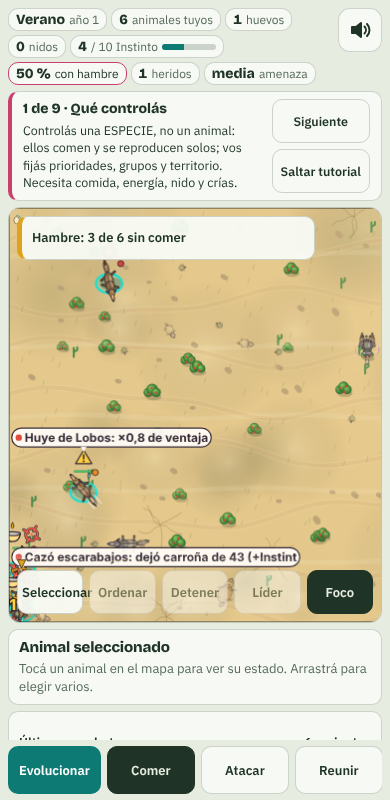 Verano año 1
6 animales tuyos
1 huevos
0 nidos
4 / 10 Instinto
50 % con hambre
1 heridos
media amenaza
1 de 9 · Qué controlás
Controlás una ESPECIE, no un animal:
ellos comen y se reproducen solos; vos
fijás prioridades, grupos y territorio.
Necesita comida, energía, nido y crías.
Siguiente
Saltar tutorial
Hambre: 3 de 6 sin comer
Huye de Lobos: ×0,8 de ventaja
Cazó escarabajos: dejó carroña de 43 (+Instint
Seleccionar
Ordenar
Detener
Líder
Foco
Animal seleccionado
Tocá un animal en el mapa para ver su estado. Arrastrá para
elegir varios.
Evolucionar
Comer
Atacar
Reunir